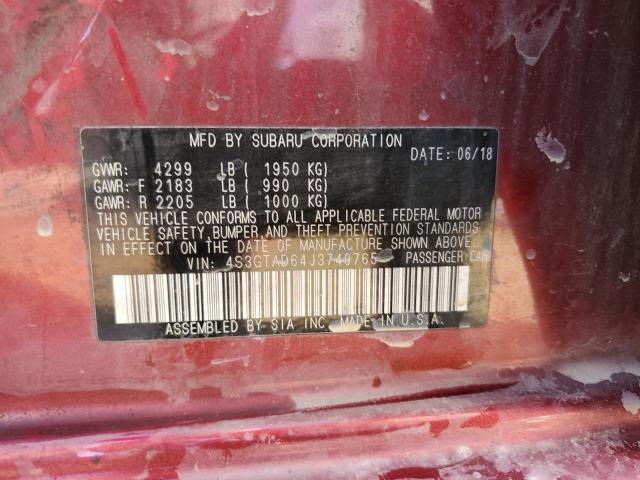 MFD BY SUBARU CORPORATION
DATE: 06/18
GVWR: 4299 LB ( 1950 KG)
GAWR: F 2183 LB ( 990 KG)
GAWR: R 2205 LB ( 1000 KG)
THIS VEHICLE CONFORMS TO ALL APPLICABLE FEDERAL MOTOR
VEHICLE SAFETY, BUMPER, AND THEFT PREVENTION STANDARDS
IN EFFECT ON THE DATE OF MANUFACTURE SHOWN ABOVE.
VIN: 4S3GTAD64J3749765 PASSENGER CAR
ASSEMBLED BY SIA INC. MADE IN U.S.A.